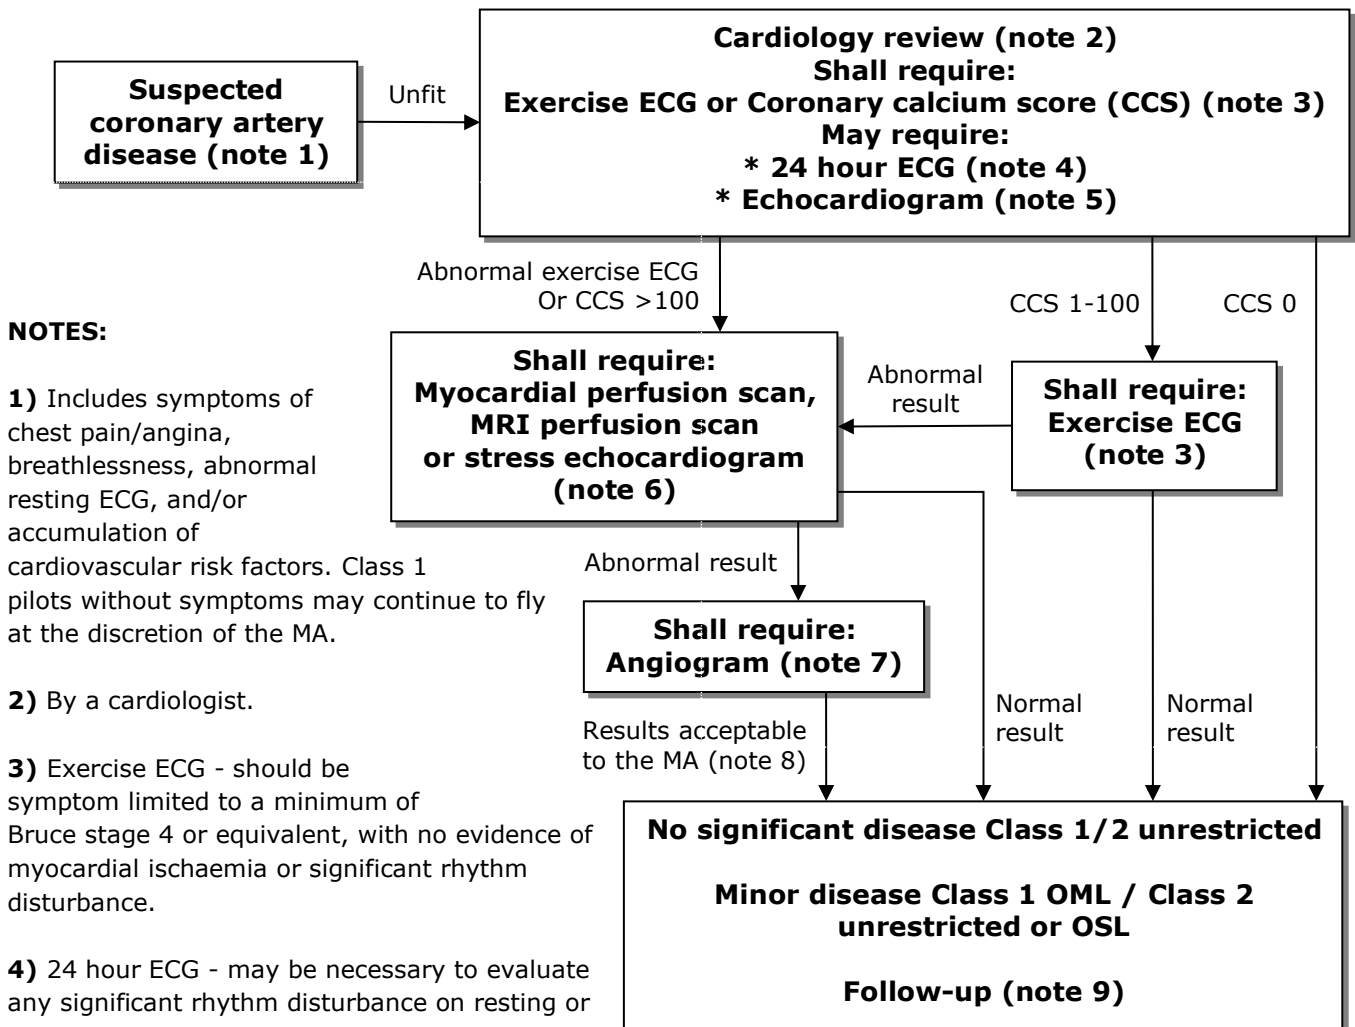 Suspected
coronary artery
disease (note 1)
Unfit
Cardiology review (note 2)
Shall require:
Exercise ECG or Coronary calcium score (CCS) (note 3)
May require:
* 24 hour ECG (note 4)
* Echocardiogram (note 5)
Abnormal exercise ECG
Or CCS >100
CCS 1-100
CCS 0
Shall require:
Myocardial perfusion scan,
MRI perfusion scan
or stress echocardiogram
(note 6)
Abnormal
result
Shall require:
Exercise ECG
(note 3)
Abnormal result
Shall require:
Angiogram (note 7)
Results acceptable
to the MA (note 8)
Normal
result
Normal
result
No significant disease Class 1/2 unrestricted
Minor disease Class 1 OML / Class 2
unrestricted or OSL
Follow-up (note 9)
NOTES:
1) Includes symptoms of
chest pain/angina,
breathlessness, abnormal
resting ECG, and/or
accumulation of
cardiovascular risk factors. Class 1
pilots without symptoms may continue to fly
at the discretion of the MA.
2) By a cardiologist.
3) Exercise ECG - should be
symptom limited to a minimum of
Bruce stage 4 or equivalent, with no evidence of
myocardial ischaemia or significant rhythm
disturbance.
4) 24 hour ECG - may be necessary to evaluate
any significant rhythm disturbance on resting or